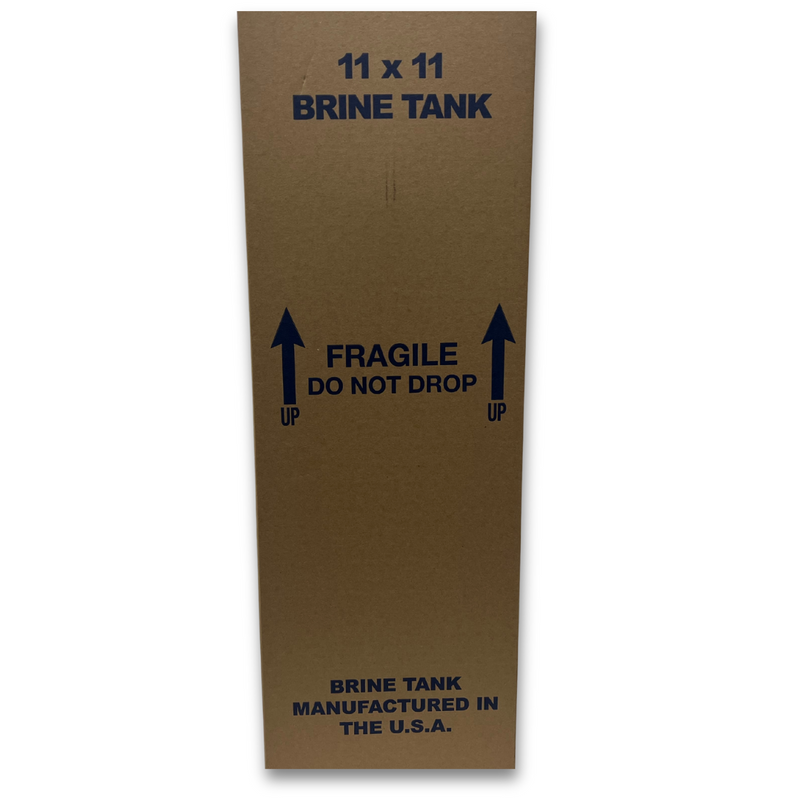 11 x 11
BRINE TANK
FRAGILE
DO NOT DROP
UP
UP
BRINE TANK
MANUFACTURED IN
THE U.S.A.